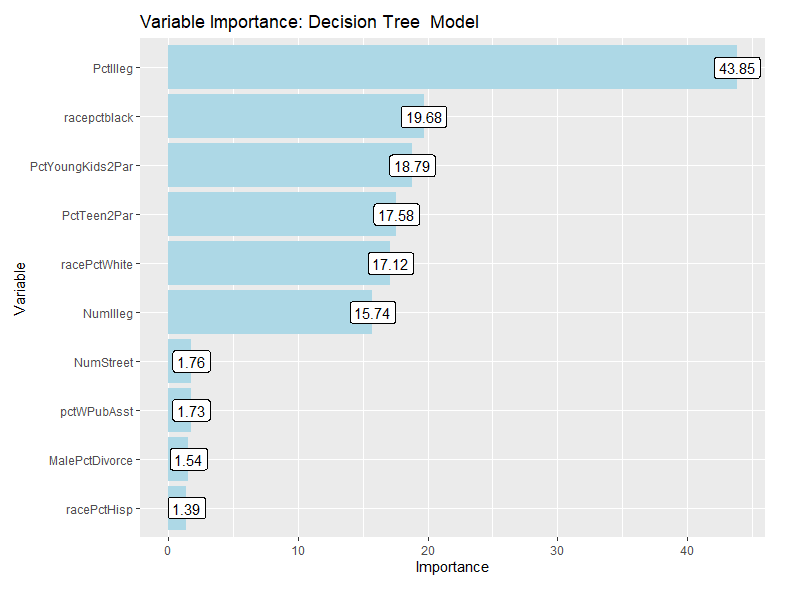 Variable Importance: Decision Tree  Model
Variable
PctIlleg
43.85
racepctblack
19.68
PctYoungKids2Par
18.79
PctTeen2Par
17.58
racePctWhite
17.12
NumIlleg
15.74
NumStreet
1.76
pctWPubAsst
1.73
MalePctDivorce
1.54
racePctHisp
1.39
0 10 20 30 40
Importance